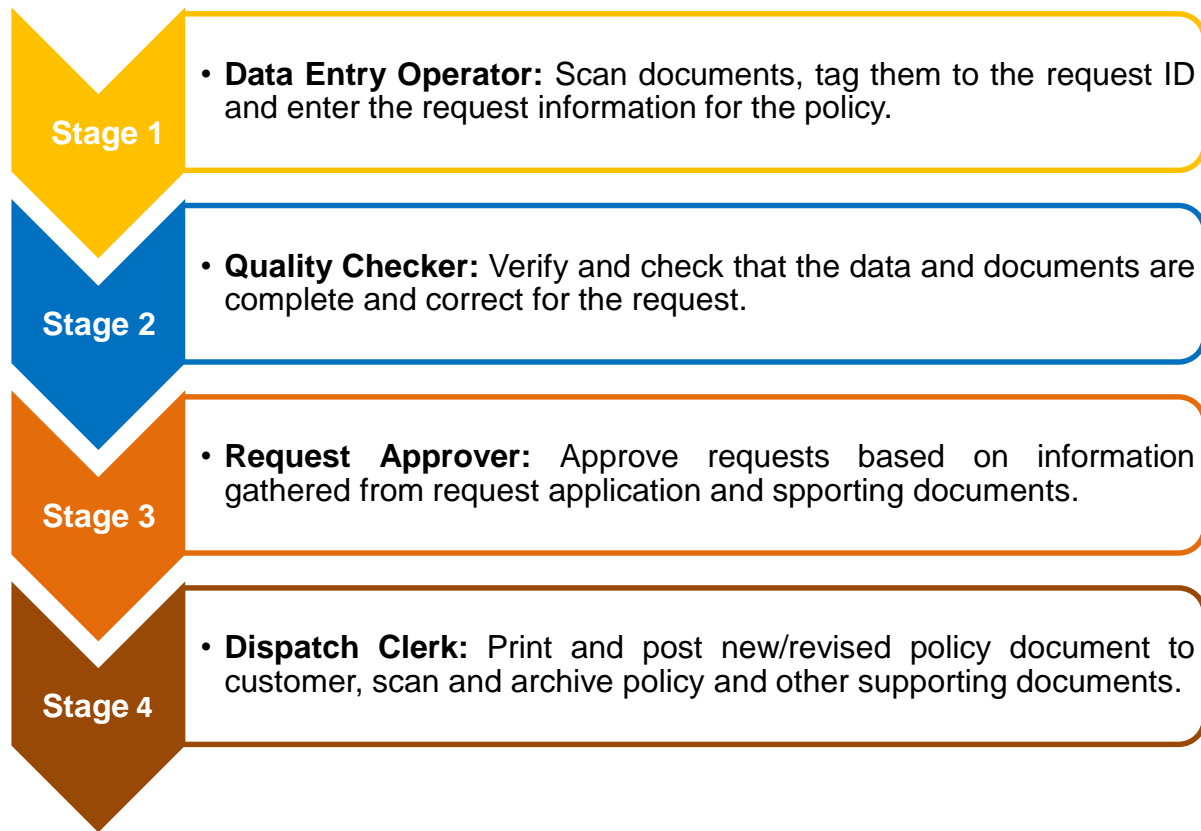 Stage 1
• Data Entry Operator: Scan documents, tag them to the request ID
and enter the request information for the policy.
Stage 2
• Quality Checker: Verify and check that the data and documents are
complete and correct for the request.
Stage 3
• Request Approver: Approve requests based on information
gathered from request application and spporting documents.
Stage 4
• Dispatch Clerk: Print and post new/revised policy document to
customer, scan and archive policy and other supporting documents.